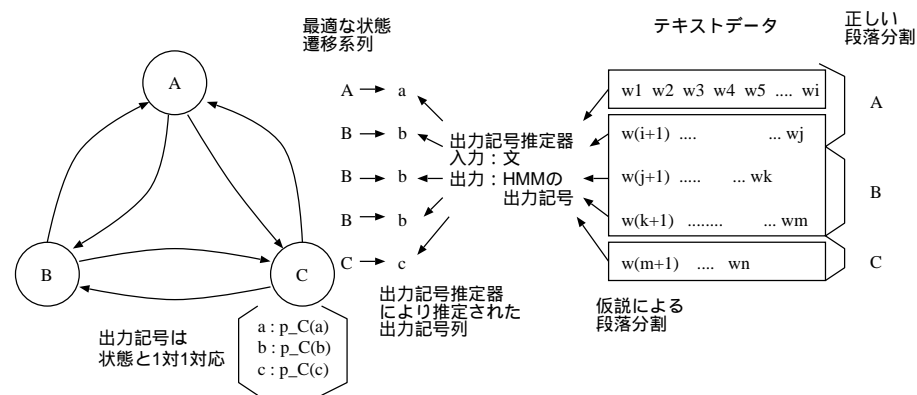 最適な状態
遷移系列
テキストデータ
正しい
段落分割
A
B
C
A → a
B → b
B → b
B → b
C → c
出力記号推定器
入力：文
出力：HMMの
出力記号
w1 w2 w3 w4 w5 .... wi
w(i+1) .... ... wj
w(j+1) ..... ... wk
w(k+1) ........ ... wm
w(m+1) .... wn
A
B
C
出力記号推定器
により推定された
出力記号列
仮説による
段落分割
出力記号は
状態と1対1対応
a : p_C(a)
b : p_C(b)
c : p_C(c)